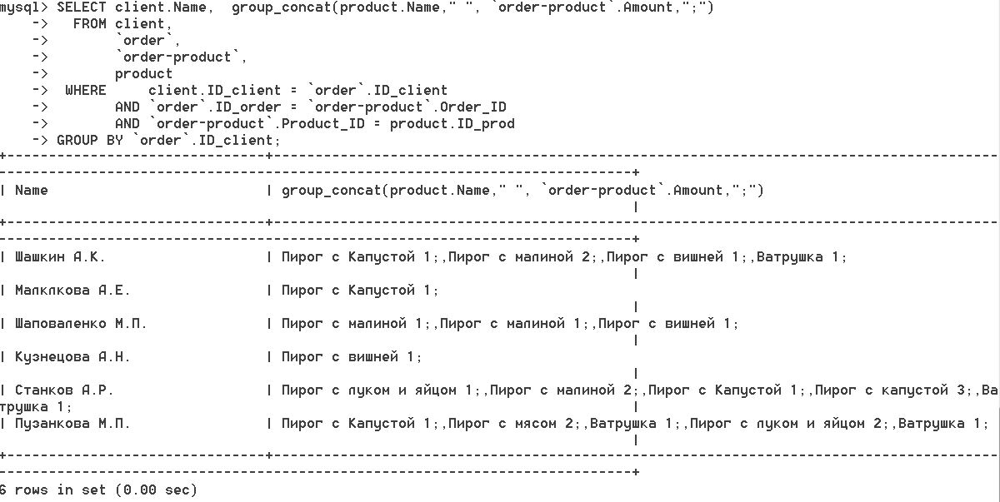 mysql> SELECT client.Name,  group_concat(product.Name," ", `order-product`.Amount,";")
    ->   FROM client,
    ->        `order`,
    ->        `order-product`,
    ->        product
    ->  WHERE     client.ID_client = `order`.ID_client
    ->        AND `order`.ID_order = `order-product`.Order_ID
    ->        AND `order-product`.Product_ID = product.ID_prod
    -> GROUP BY `order`.ID_client;
+-------------------------------+---------------------------------------------------------------------------------------
----------------------------------------------------------------------------+
| Name                          | group_concat(product.Name," ", `order-product`.Amount,";")
                                                                            |
+-------------------------------+---------------------------------------------------------------------------------------
----------------------------------------------------------------------------+
| Шашкин А.К.                   | Пирог с Капустой 1;,Пирог с малиной 2;,Пирог с вишней 1;,Ватрушка 1;
                                                                            |
| Малклкова А.Е.                | Пирог с Капустой 1;
                                                                            |
| Шаповаленко М.П.              | Пирог с малиной 1;,Пирог с малиной 1;,Пирог с вишней 1;
                                                                            |
| Кузнецова А.Н.                | Пирог с вишней 1;
                                                                            |
| Станков А.Р.                  | Пирог с луком и яйцом 1;,Пирог с малиной 2;,Пирог с Капустой 1;,Пирог с капустой 3;,Ва
трушка 1;                                                                   |
| Пузанкова М.П.                | Пирог с Капустой 1;,Пирог с мясом 2;,Ватрушка 1;,Пирог с луком и яйцом 2;,Ватрушка 1;
                                                                            |
+-------------------------------+---------------------------------------------------------------------------------------
----------------------------------------------------------------------------+
6 rows in set (0.00 sec)